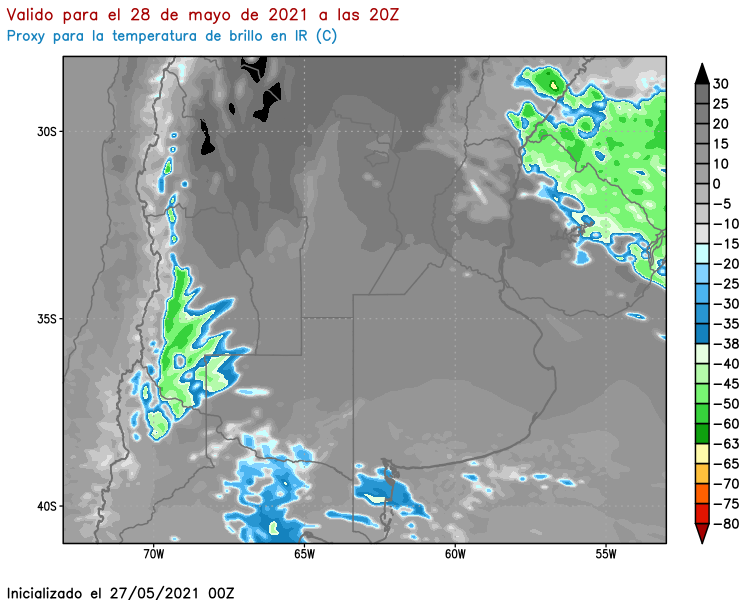 Valido para el 28 de mayo de 2021 a las 20Z
Proxy para la temperatura de brillo en IR (C)
30S
35S
40S
70W
65W
60W
55W
30
25
20
15
10
0
−5
−10
−15
−20
−25
−30
−35
−38
−40
−45
−50
−60
−63
−65
−70
−75
−80
Inicializado el 27/05/2021 00Z